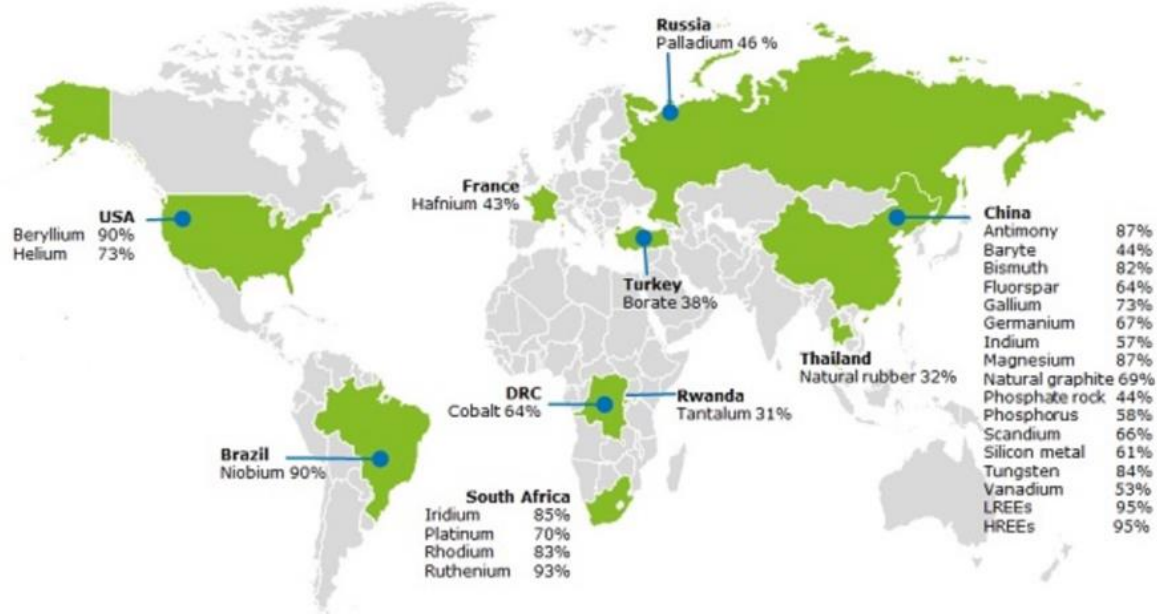 Russia
Palladium 46 %
France
Hafnium 43%
USA
Beryllium 90%
Helium 73%
China
Antimony 87%
Baryte 44%
Bismuth 82%
Fluorspar 64%
Gallium 73%
Germanium 67%
Indium 57%
Magnesium 87%
Natural graphite 69%
Phosphate rock 44%
Phosphorus 58%
Scandium 66%
Silicon metal 61%
Tungsten 84%
Vanadium 53%
LREEs 95%
HREEs 95%
Turkey
Borate 38%
Thailand
Natural rubber 32%
DRC
Cobalt 64%
Rwanda
Tantalum 31%
Brazil
Niobium 90%
South Africa
Iridium 85%
Platinum 70%
Rhodium 83%
Ruthenium 93%